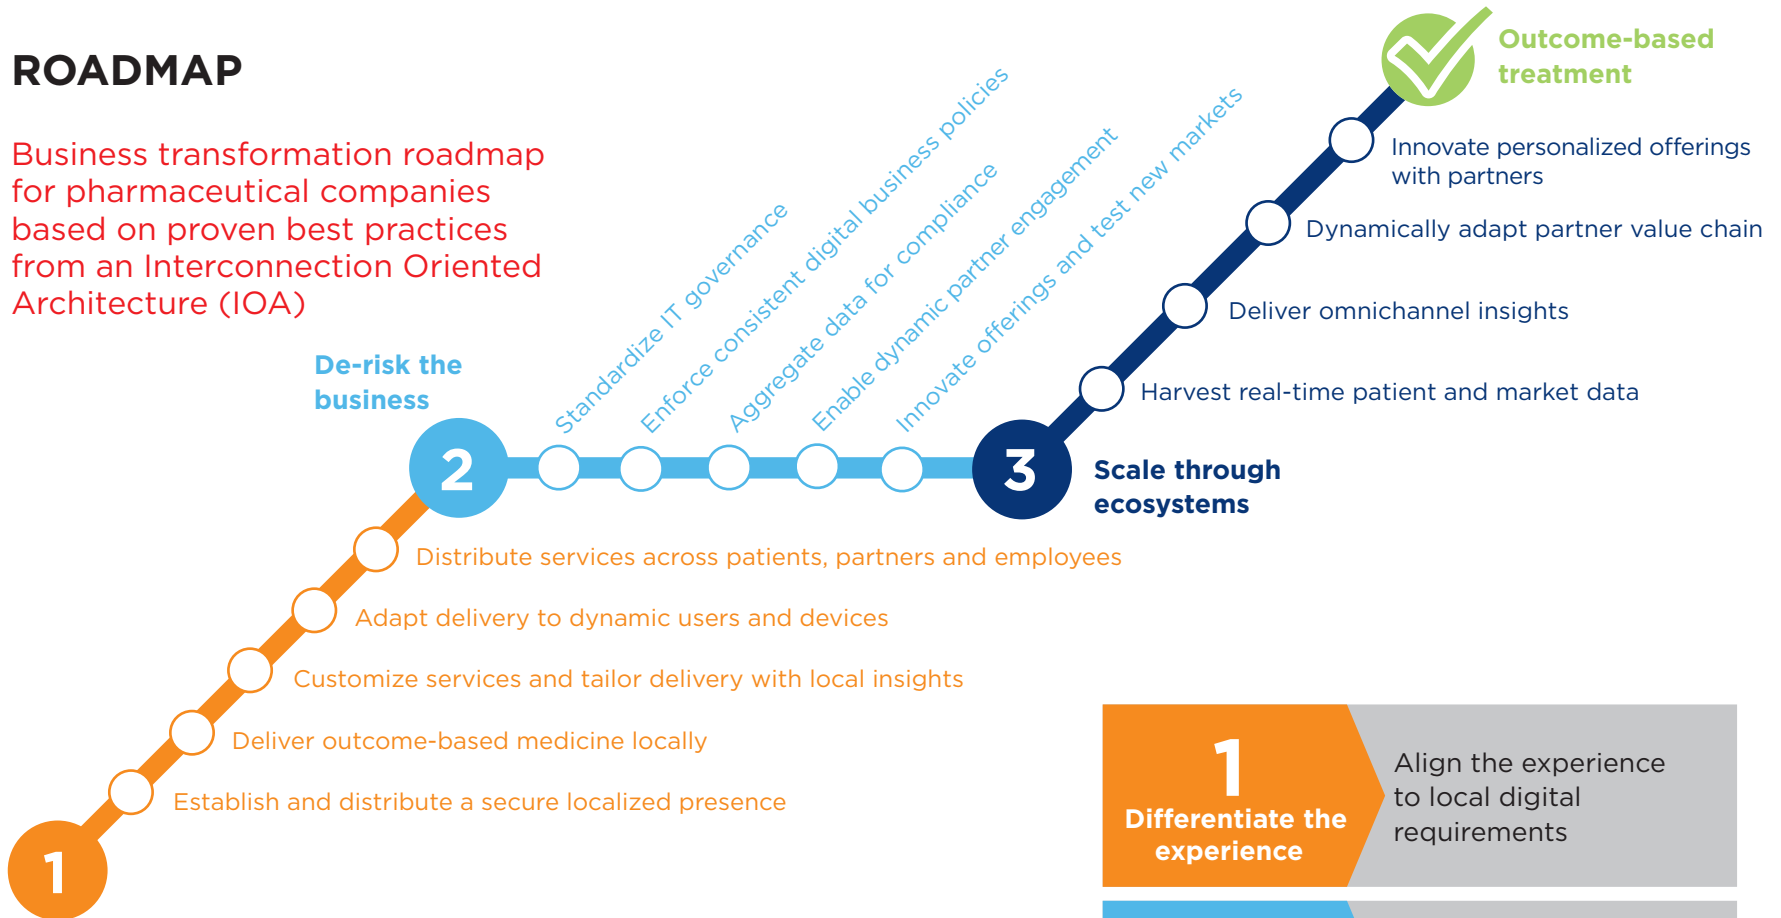 ROADMAP
Business transformation roadmap
for pharmaceutical companies
based on proven best practices
from an Interconnection Oriented
Architecture (IOA)
Outcome-based
treatment
Innovate personalized offerings
with partners
Dynamically adapt partner value chain
Deliver omnichannel insights
Harvest real-time patient and market data
3
Scale through
ecosystems
Standardize IT governance
Enforce consistent digital business policies
Aggregate data for compliance
Enable dynamic partner engagement
Innovate offerings and test new markets
De-risk the
business
2
Distribute services across patients, partners and employees
Adapt delivery to dynamic users and devices
Customize services and tailor delivery with local insights
Deliver outcome-based medicine locally
Establish and distribute a secure localized presence
1
1
Differentiate the
experience
Align the experience
to local digital
requirements